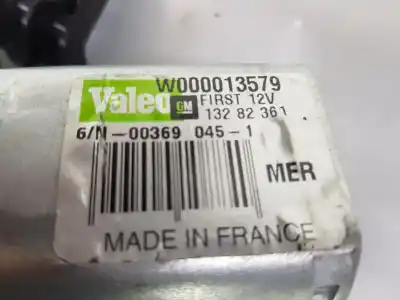 W000013579
Valeo GM FIRST 12V
132 82 361
6/N-00369 045-1
MER
MADE IN FRANCE